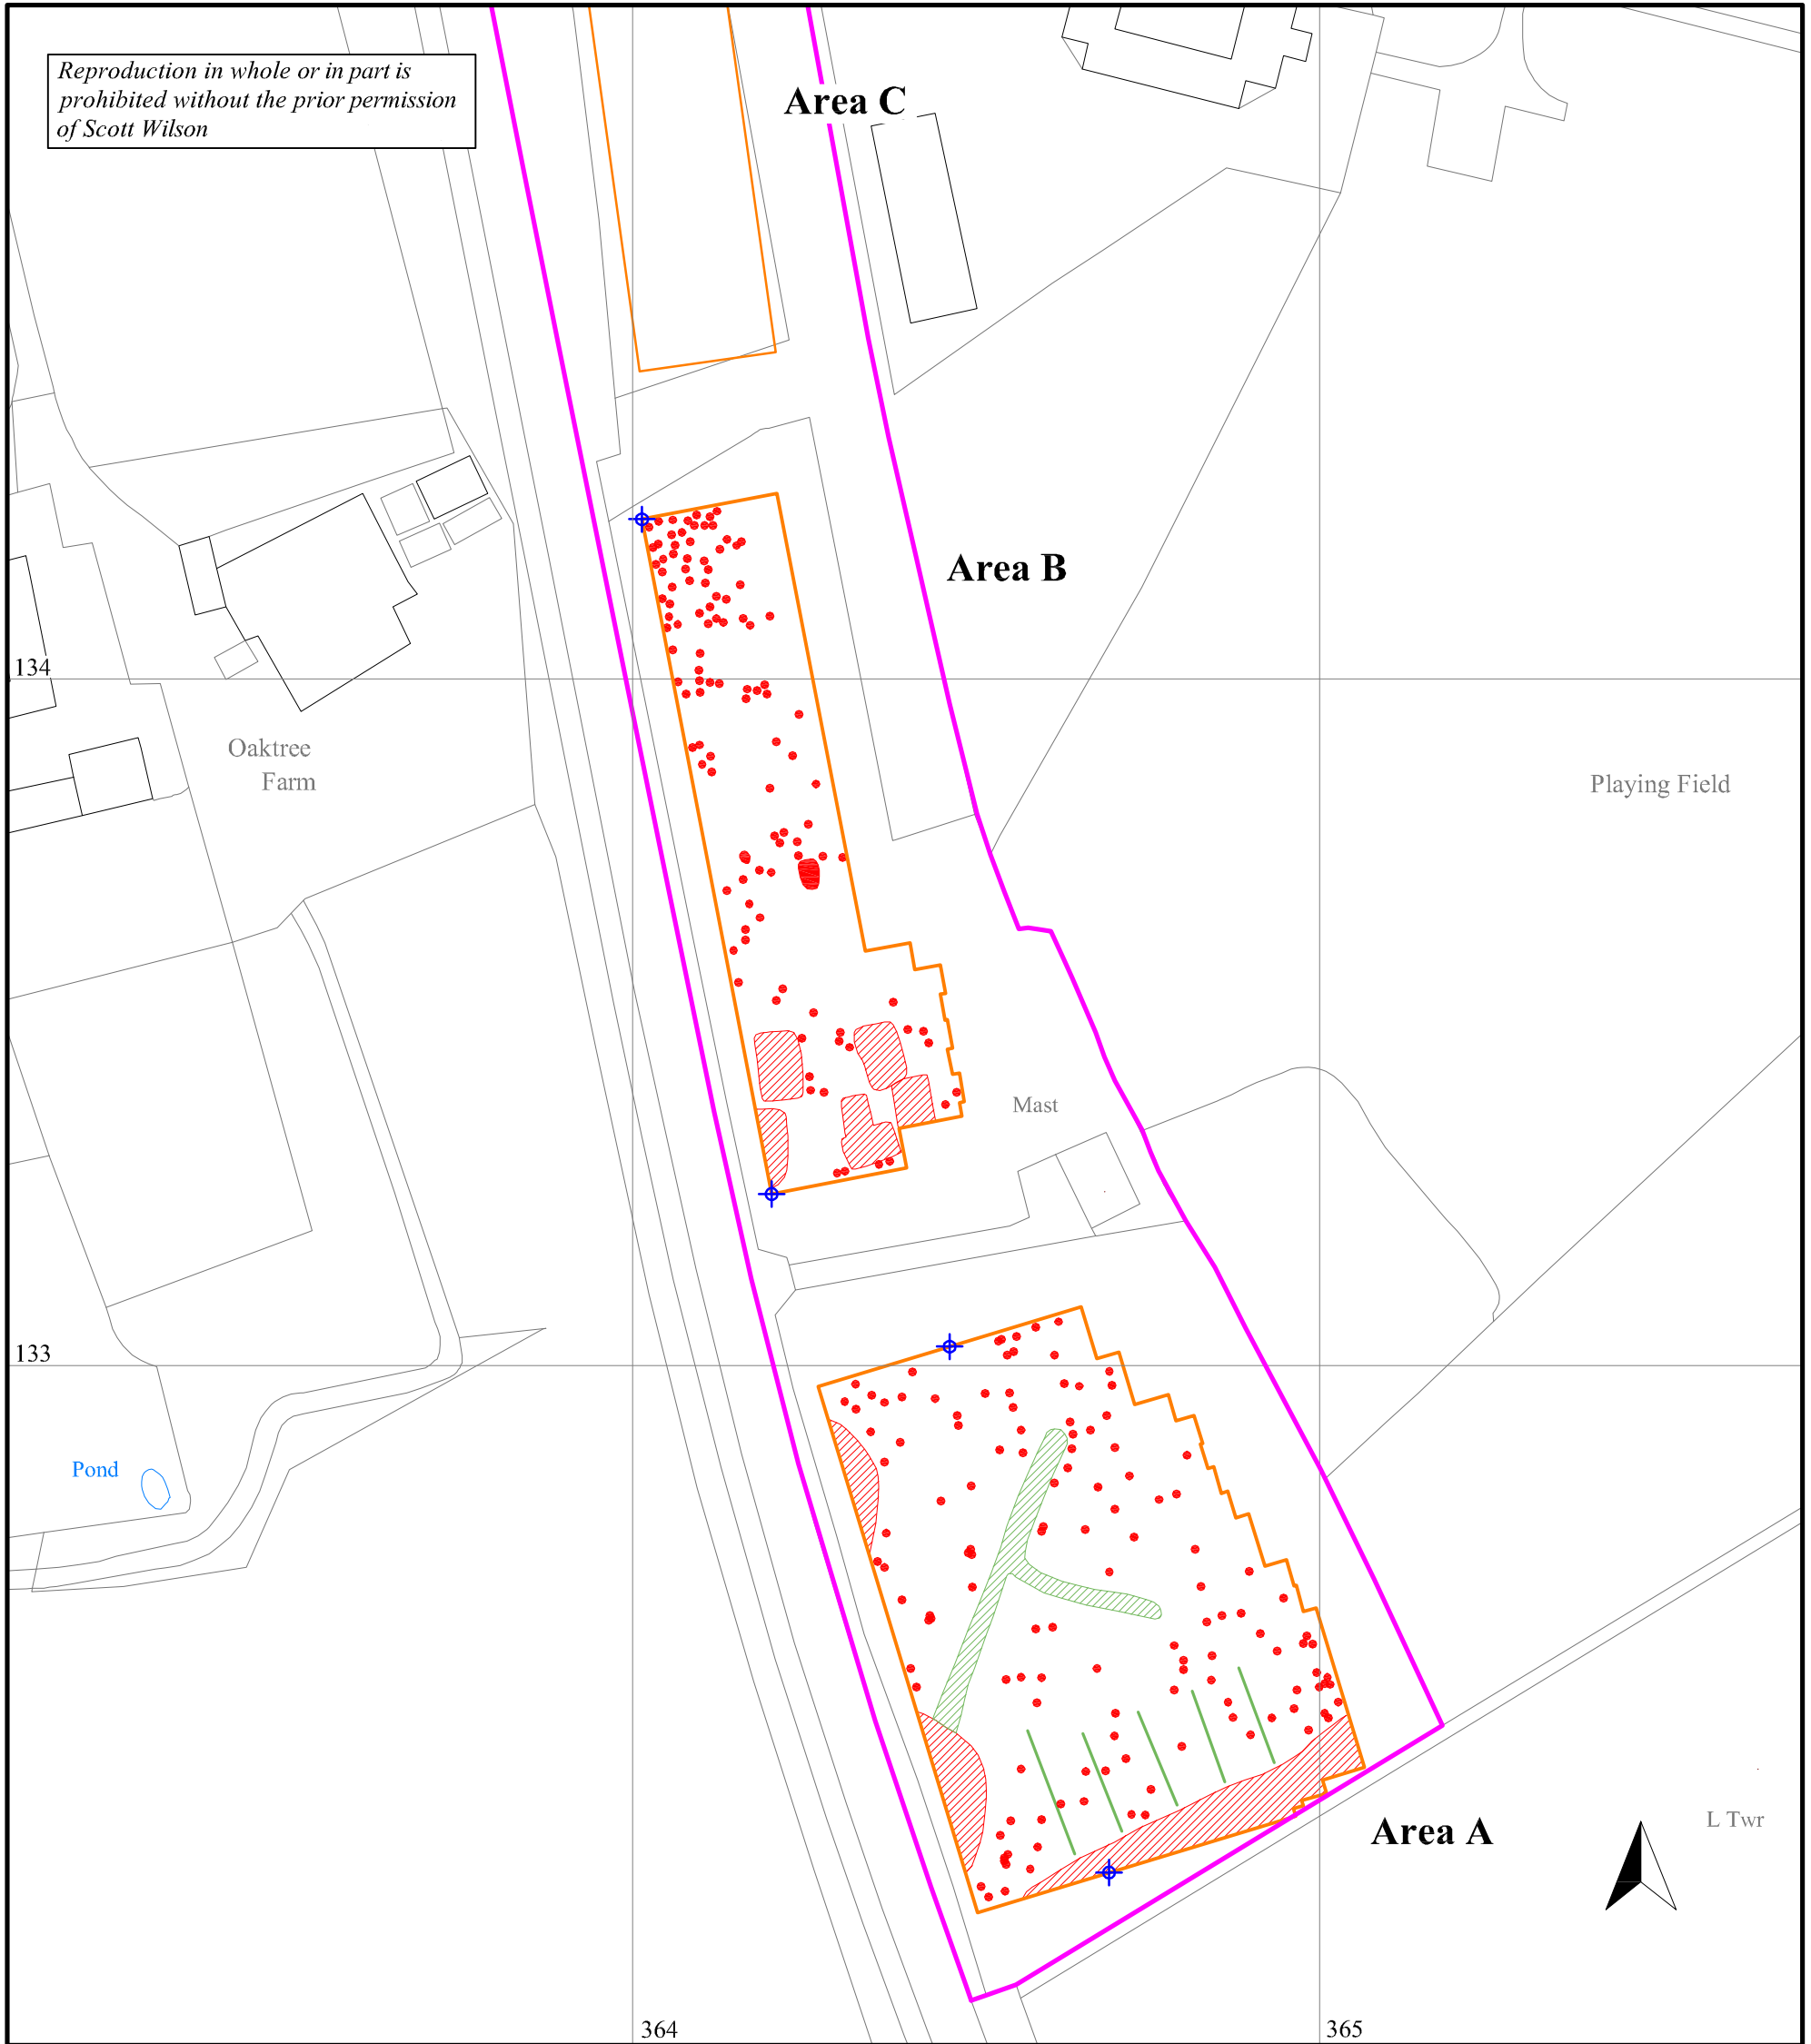 Reproduction in whole or in part is
prohibited without the prior permission
of Scott Wilson
Area C
Area B
134
Oaktree
Farm
Playing Field
Mast
133
Pond
Area A
L Twr
364
365